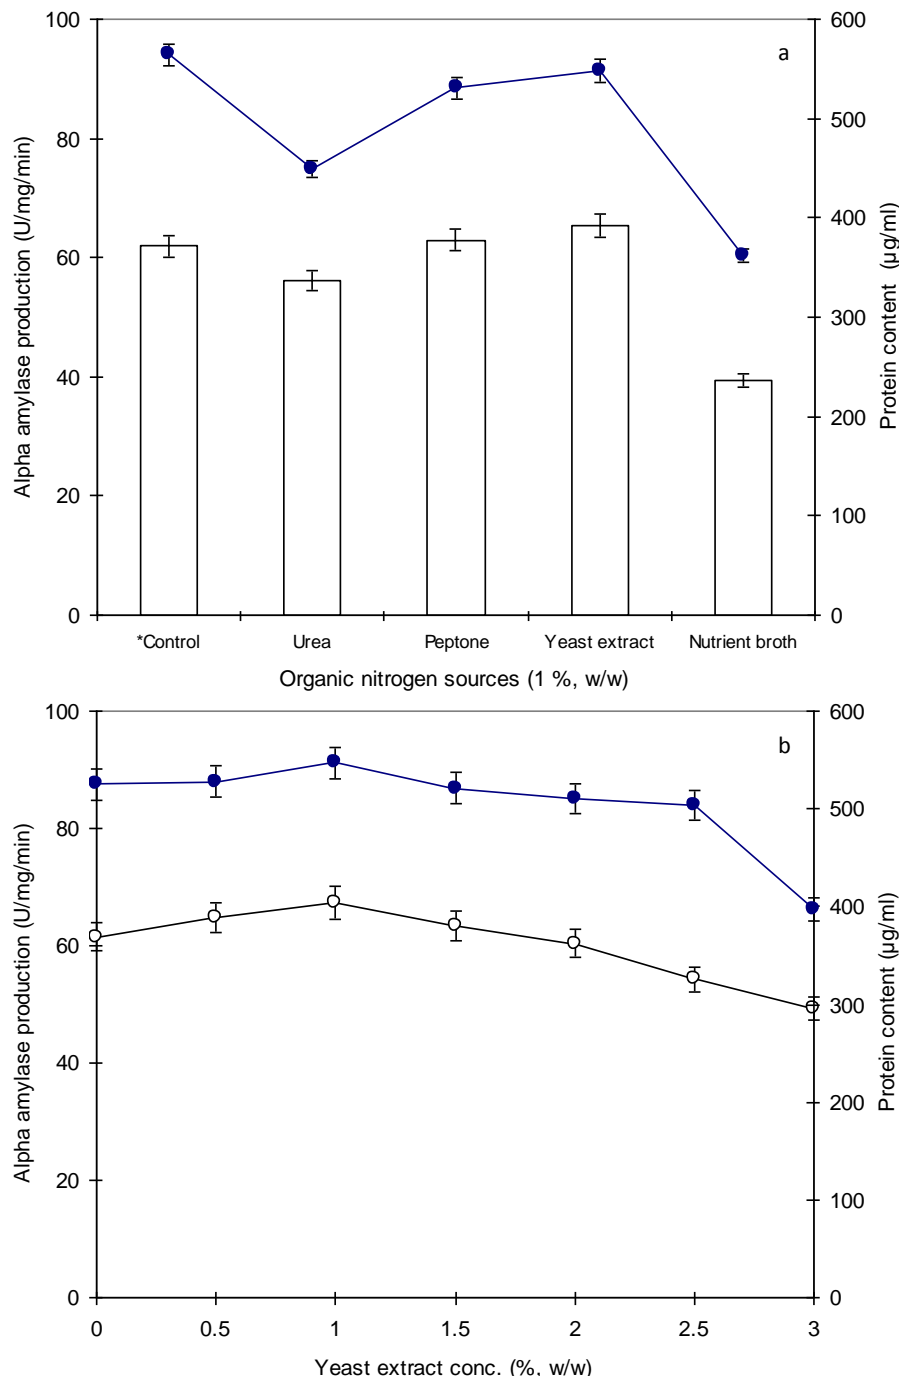 100
600
a
80
500
60
400
300
40
200
20
100
0
0
Alpha amylase production (U/mg/min)
Protein content (µg/ml)
*Control Urea Peptone Yeast extract Nutrient broth
Organic nitrogen sources (1 %, w/w)
100
600
b
80
500
60
400
300
40
200
20
100
0
0
Alpha amylase production (U/mg/min)
Protein content (µg/ml)
0 0.5 1 1.5 2 2.5 3
Yeast extract conc. (%, w/w)